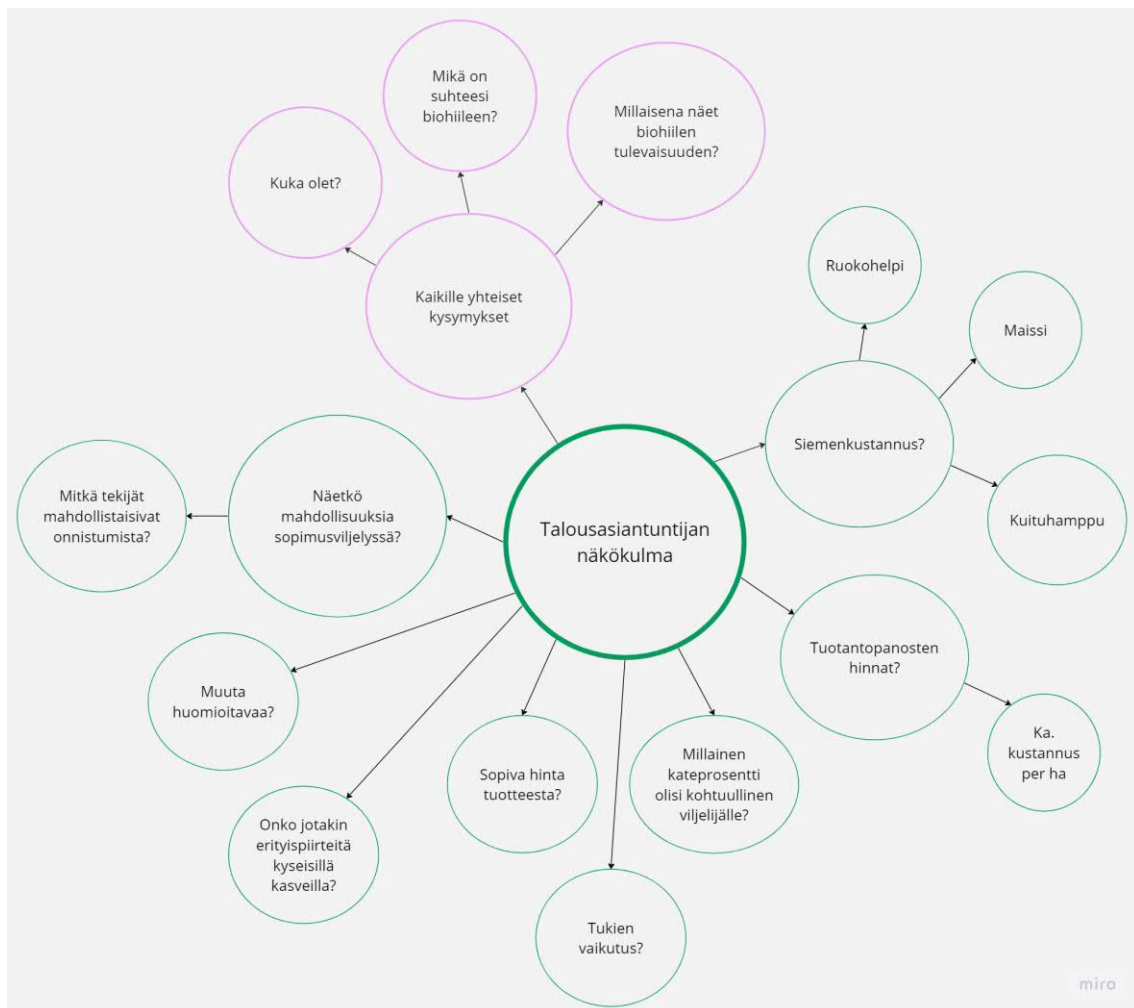 Mikä on
suhteesi
biohiileen?
Millaisena näet
biohiilen
tulevaisuuden?
Kuka olet?
Kaikille yhteiset
kysymykset
Ruokohelpi
Maissi
Siemenkustannus?
Kuituhamppu
Mitkä tekijät
mahdollistaisivat
onnistumista?
Näetkö
mahdollisuuksia
sopimusviljelyssä?
Talousasiantuntijan
näkökulma
Tuotantopanosten
hinnat?
Ka.
kustannus
per ha
Muuta
huomioitavaa?
Sopiva hinta
tuotteesta?
Millainen
kateprosentti
olisi kohtuullinen
viljelijälle?
Onko jotakin
erityispiirteitä
kyseisillä
kasveilla?
Tukien
vaikutus?
miro